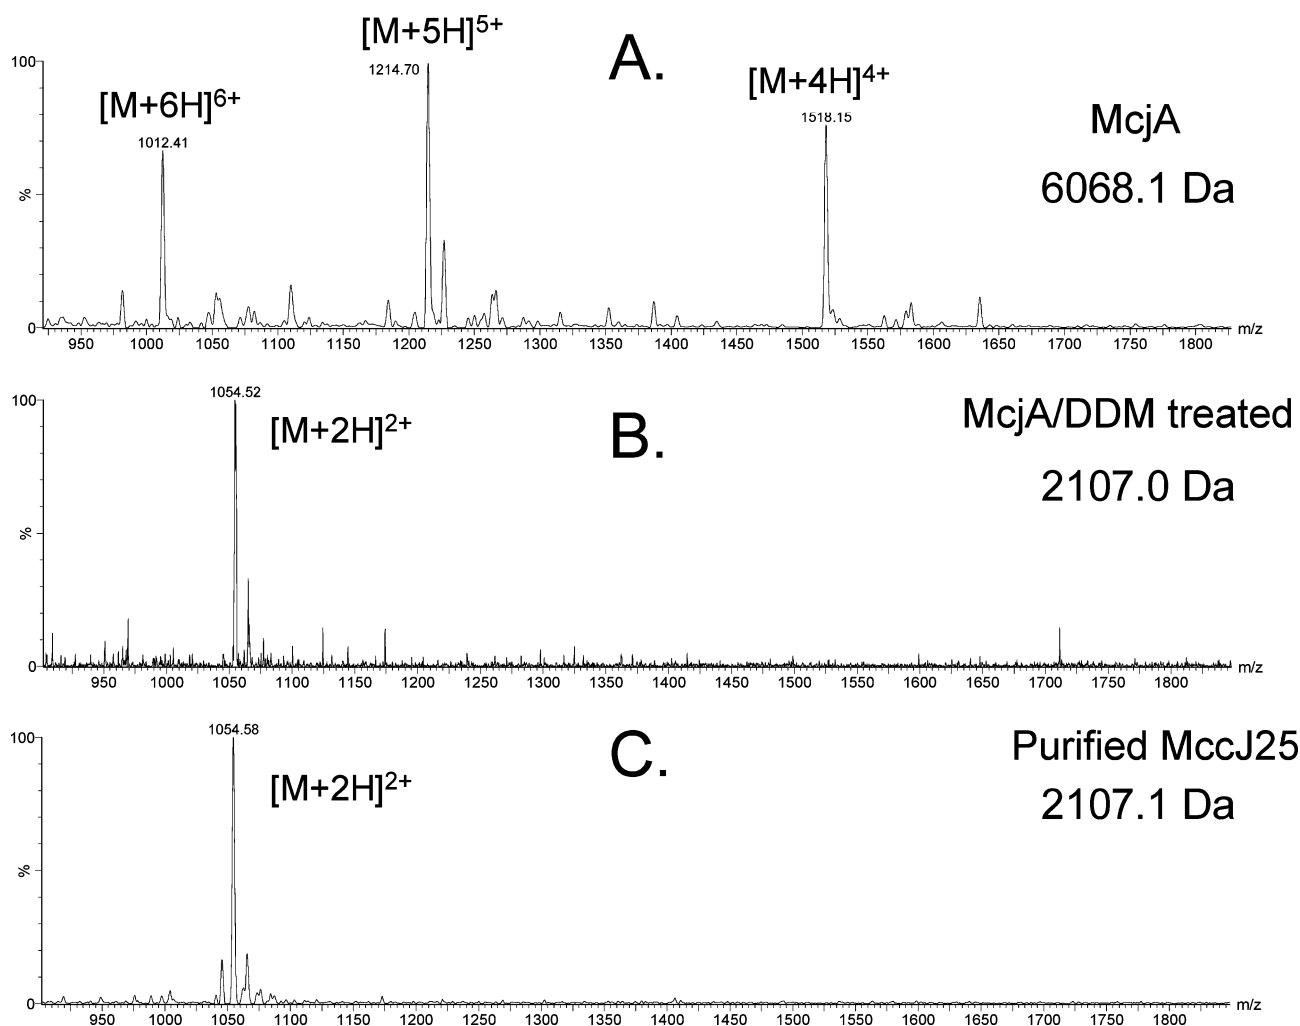 [M+5H]5+
A.
100
1214.70
[M+4H]4+
[M+6H]6+
1518.15
McjA
1012.41
6068.1 Da
%
0
m/z
950 1000 1050 1100 1150 1200 1250 1300 1350 1400 1450 1500 1550 1600 1650 1700 1750 1800
1054.52
100
[M+2H]2+
B.
McjA/DDM treated
2107.0 Da
%
0
m/z
950 1000 1050 1100 1150 1200 1250 1300 1350 1400 1450 1500 1550 1600 1650 1700 1750 1800
1054.58
100
C.
Purified MccJ25
[M+2H]2+
2107.1 Da
%
0
m/z
950 1000 1050 1100 1150 1200 1250 1300 1350 1400 1450 1500 1550 1600 1650 1700 1750 1800